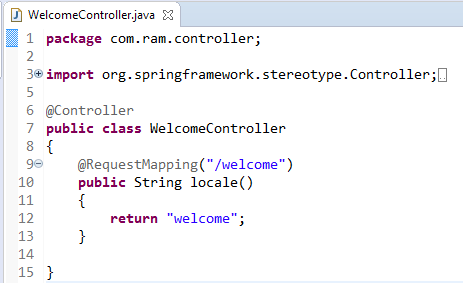 WelcomeController.java
1 package com.ram.controller;
2
3 import org.springframework.stereotype.Controller;
5
6 @Controller
7 public class WelcomeController
8 {
9 @RequestMapping("/welcome")
10 public String locale()
11 {
12 return "welcome";
13 }
14
15 }